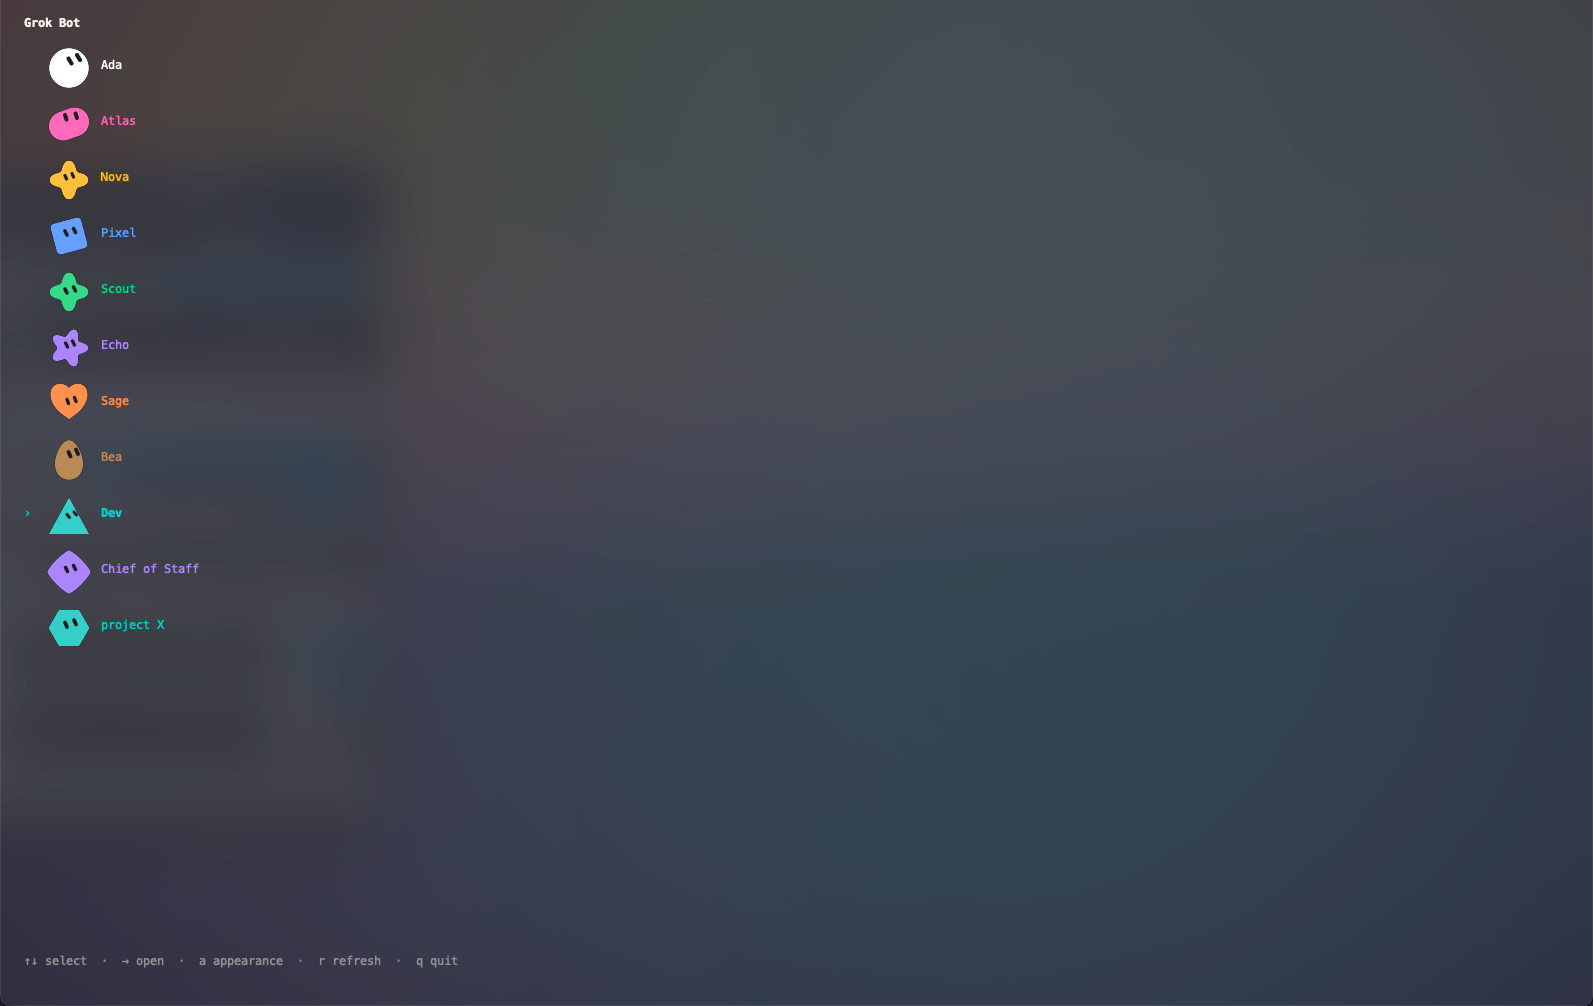 Grok Bot
Ada
Atlas
Nova
Pixel
Scout
Echo
Sage
Bea
› Dev
Chief of Staff
project X
↑↓ select · → open · a appearance · r refresh · q quit